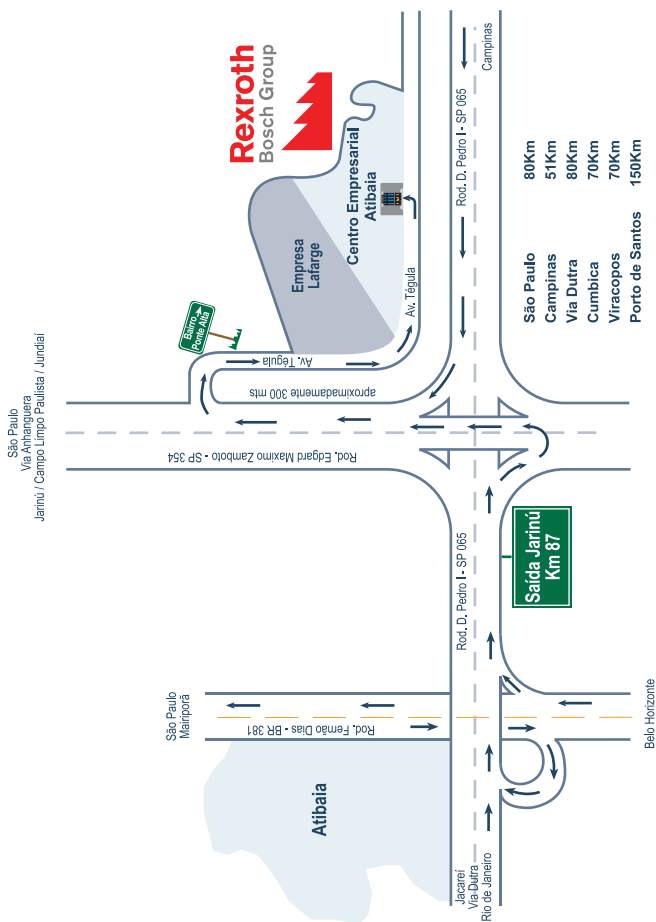 São Paulo
Via Anhanguera
Jarinú / Campo Limpo Paulista / Jundiaí
Rexroth
Bosch Group
Bairro
Ponte Alta
Empresa
Lafarge
Centro Empresarial
Atibaia
Av. Tégula
Av. Tégula
aproximadamente 300 mts
Rod. Edgard Maximo Zamboto - SP 354
Rod. D. Pedro I - SP 065
Campinas
São Paulo 80Km
Campinas 51Km
Via Dutra 80Km
Cumbica 70Km
Viracopos 70Km
Porto de Santos 150Km
Rod. D. Pedro I - SP 065
Saída Jarinú
Km 87
São Paulo
Mairiporã
Rod. Fernão Dias - BR 381
Belo Horizonte
Atibaia
Jacareí
Via Dutra
Rio de Janeiro